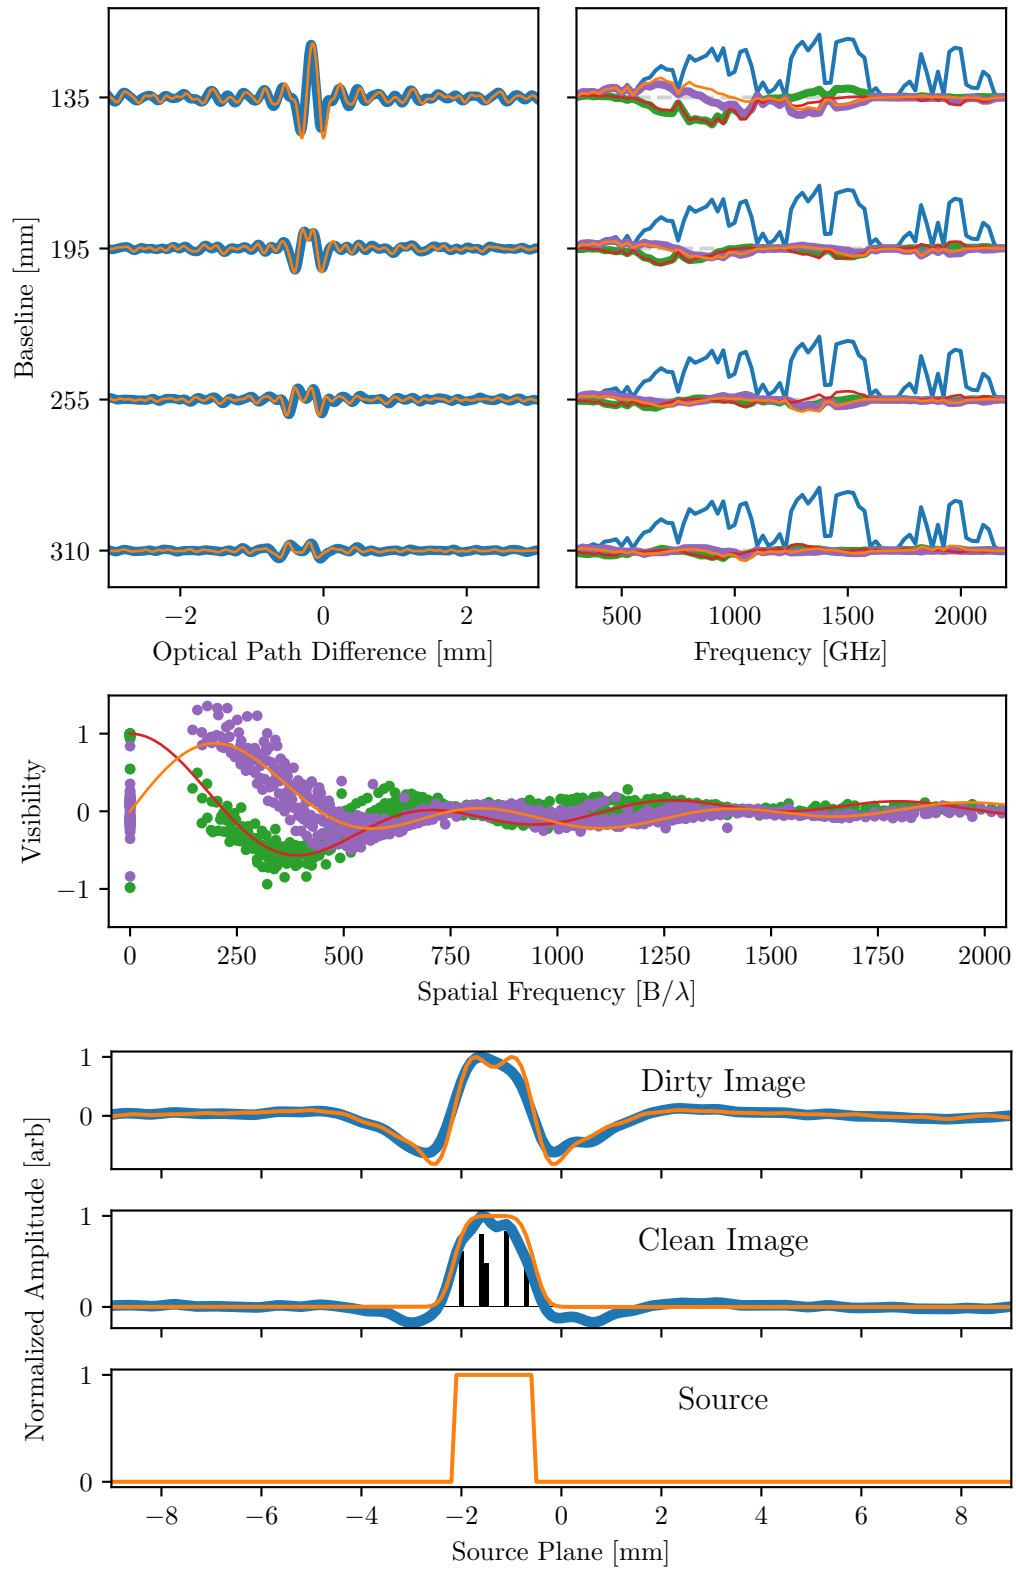 135
195
255
310
Baseline [mm]
−2 0 2
Optical Path Difference [mm]
500 1000 1500 2000
Frequency [GHz]
1
0
−1
Visibility
0 250 500 750 1000 1250 1500 1750 2000
Spatial Frequency [B/λ]
Normalized Amplitude [arb]
1
0
Dirty Image
1
0
Clean Image
1
0
Source
−8 −6 −4 −2 0 2 4 6 8
Source Plane [mm]